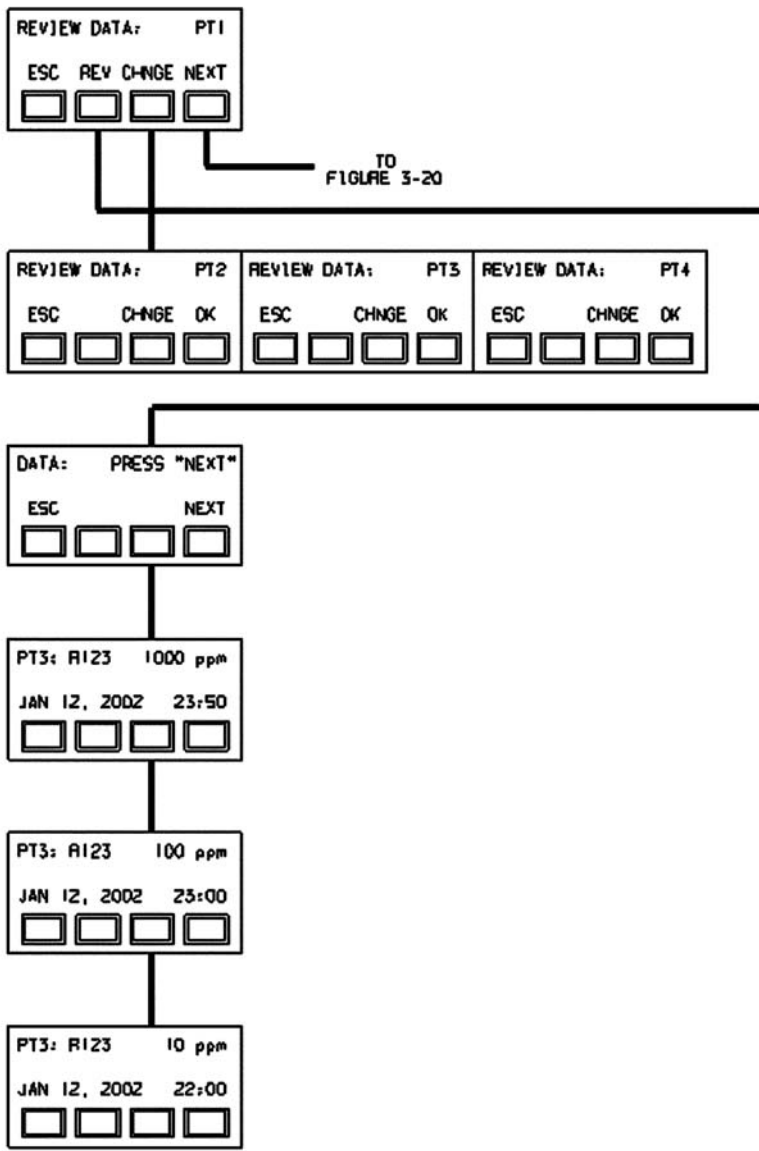 REVIEW DATA: PT1
ESC REV CHNGE NEXT
TO
FIGURE 3-20
REVIEW DATA: PT2
ESC CHNGE OK
REVIEW DATA: PT3
ESC CHNGE OK
REVIEW DATA: PT4
ESC CHNGE OK
DATA: PRESS "NEXT"
ESC NEXT
PT3: A123 1000 ppm
JAN 12, 2002 23:50
PT3: A123 100 ppm
JAN 12, 2002 23:00
PT3: A123 10 ppm
JAN 12, 2002 22:00